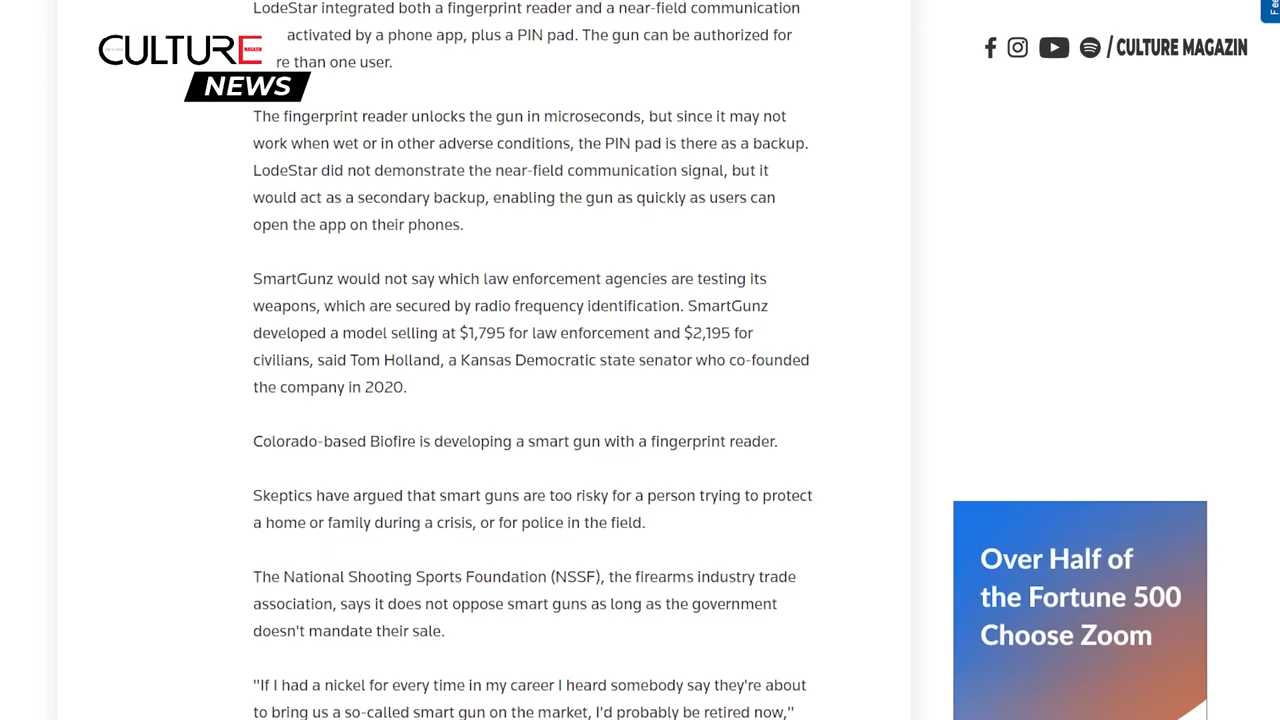 LodeStar integrated both a fingerprint reader and a near-field communication
activated by a phone app, plus a PIN pad. The gun can be authorized for
re than one user.
CULTURE
MAGAZIN
NEWS
/ CULTURE MAGAZIN
The fingerprint reader unlocks the gun in microseconds, but since it may not
work when wet or in other adverse conditions, the PIN pad is there as a backup.
LodeStar did not demonstrate the near-field communication signal, but it
would act as a secondary backup, enabling the gun as quickly as users can
open the app on their phones.
SmartGunz would not say which law enforcement agencies are testing its
weapons, which are secured by radio frequency identification. SmartGunz
developed a model selling at $1,795 for law enforcement and $2,195 for
civilians, said Tom Holland, a Kansas Democratic state senator who co-founded
the company in 2020.
Colorado-based Biofire is developing a smart gun with a fingerprint reader.
Skeptics have argued that smart guns are too risky for a person trying to protect
a home or family during a crisis, or for police in the field.
The National Shooting Sports Foundation (NSSF), the firearms industry trade
association, says it does not oppose smart guns as long as the government
doesn't mandate their sale.
"If I had a nickel for every time in my career I heard somebody say they're about
to bring us a so-called smart gun on the market, I'd probably be retired now,"
Over Half of
the Fortune 500
Choose Zoom